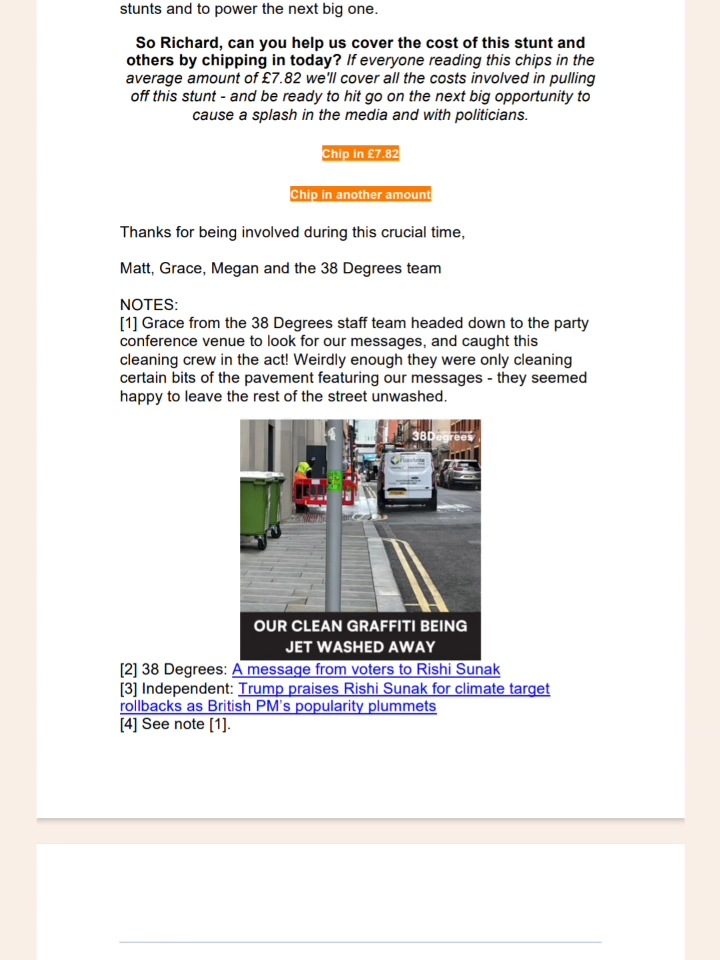 stunts and to power the next big one.
So Richard, can you help us cover the cost of this stunt and
others by chipping in today? If everyone reading this chips in the
average amount of £7.82 we'll cover all the costs involved in pulling
off this stunt - and be ready to hit go on the next big opportunity to
cause a splash in the media and with politicians.
Chip in £7.82
Chip in another amount
Thanks for being involved during this crucial time,
Matt, Grace, Megan and the 38 Degrees team
NOTES:
[1] Grace from the 38 Degrees staff team headed down to the party
conference venue to look for our messages, and caught this
cleaning crew in the act! Weirdly enough they were only cleaning
certain bits of the pavement featuring our messages - they seemed
happy to leave the rest of the street unwashed.
38Degrees
OUR CLEAN GRAFFITI BEING
JET WASHED AWAY
[2] 38 Degrees: A message from voters to Rishi Sunak
[3] Independent: Trump praises Rishi Sunak for climate target
rollbacks as British PM's popularity plummets
[4] See note [1].